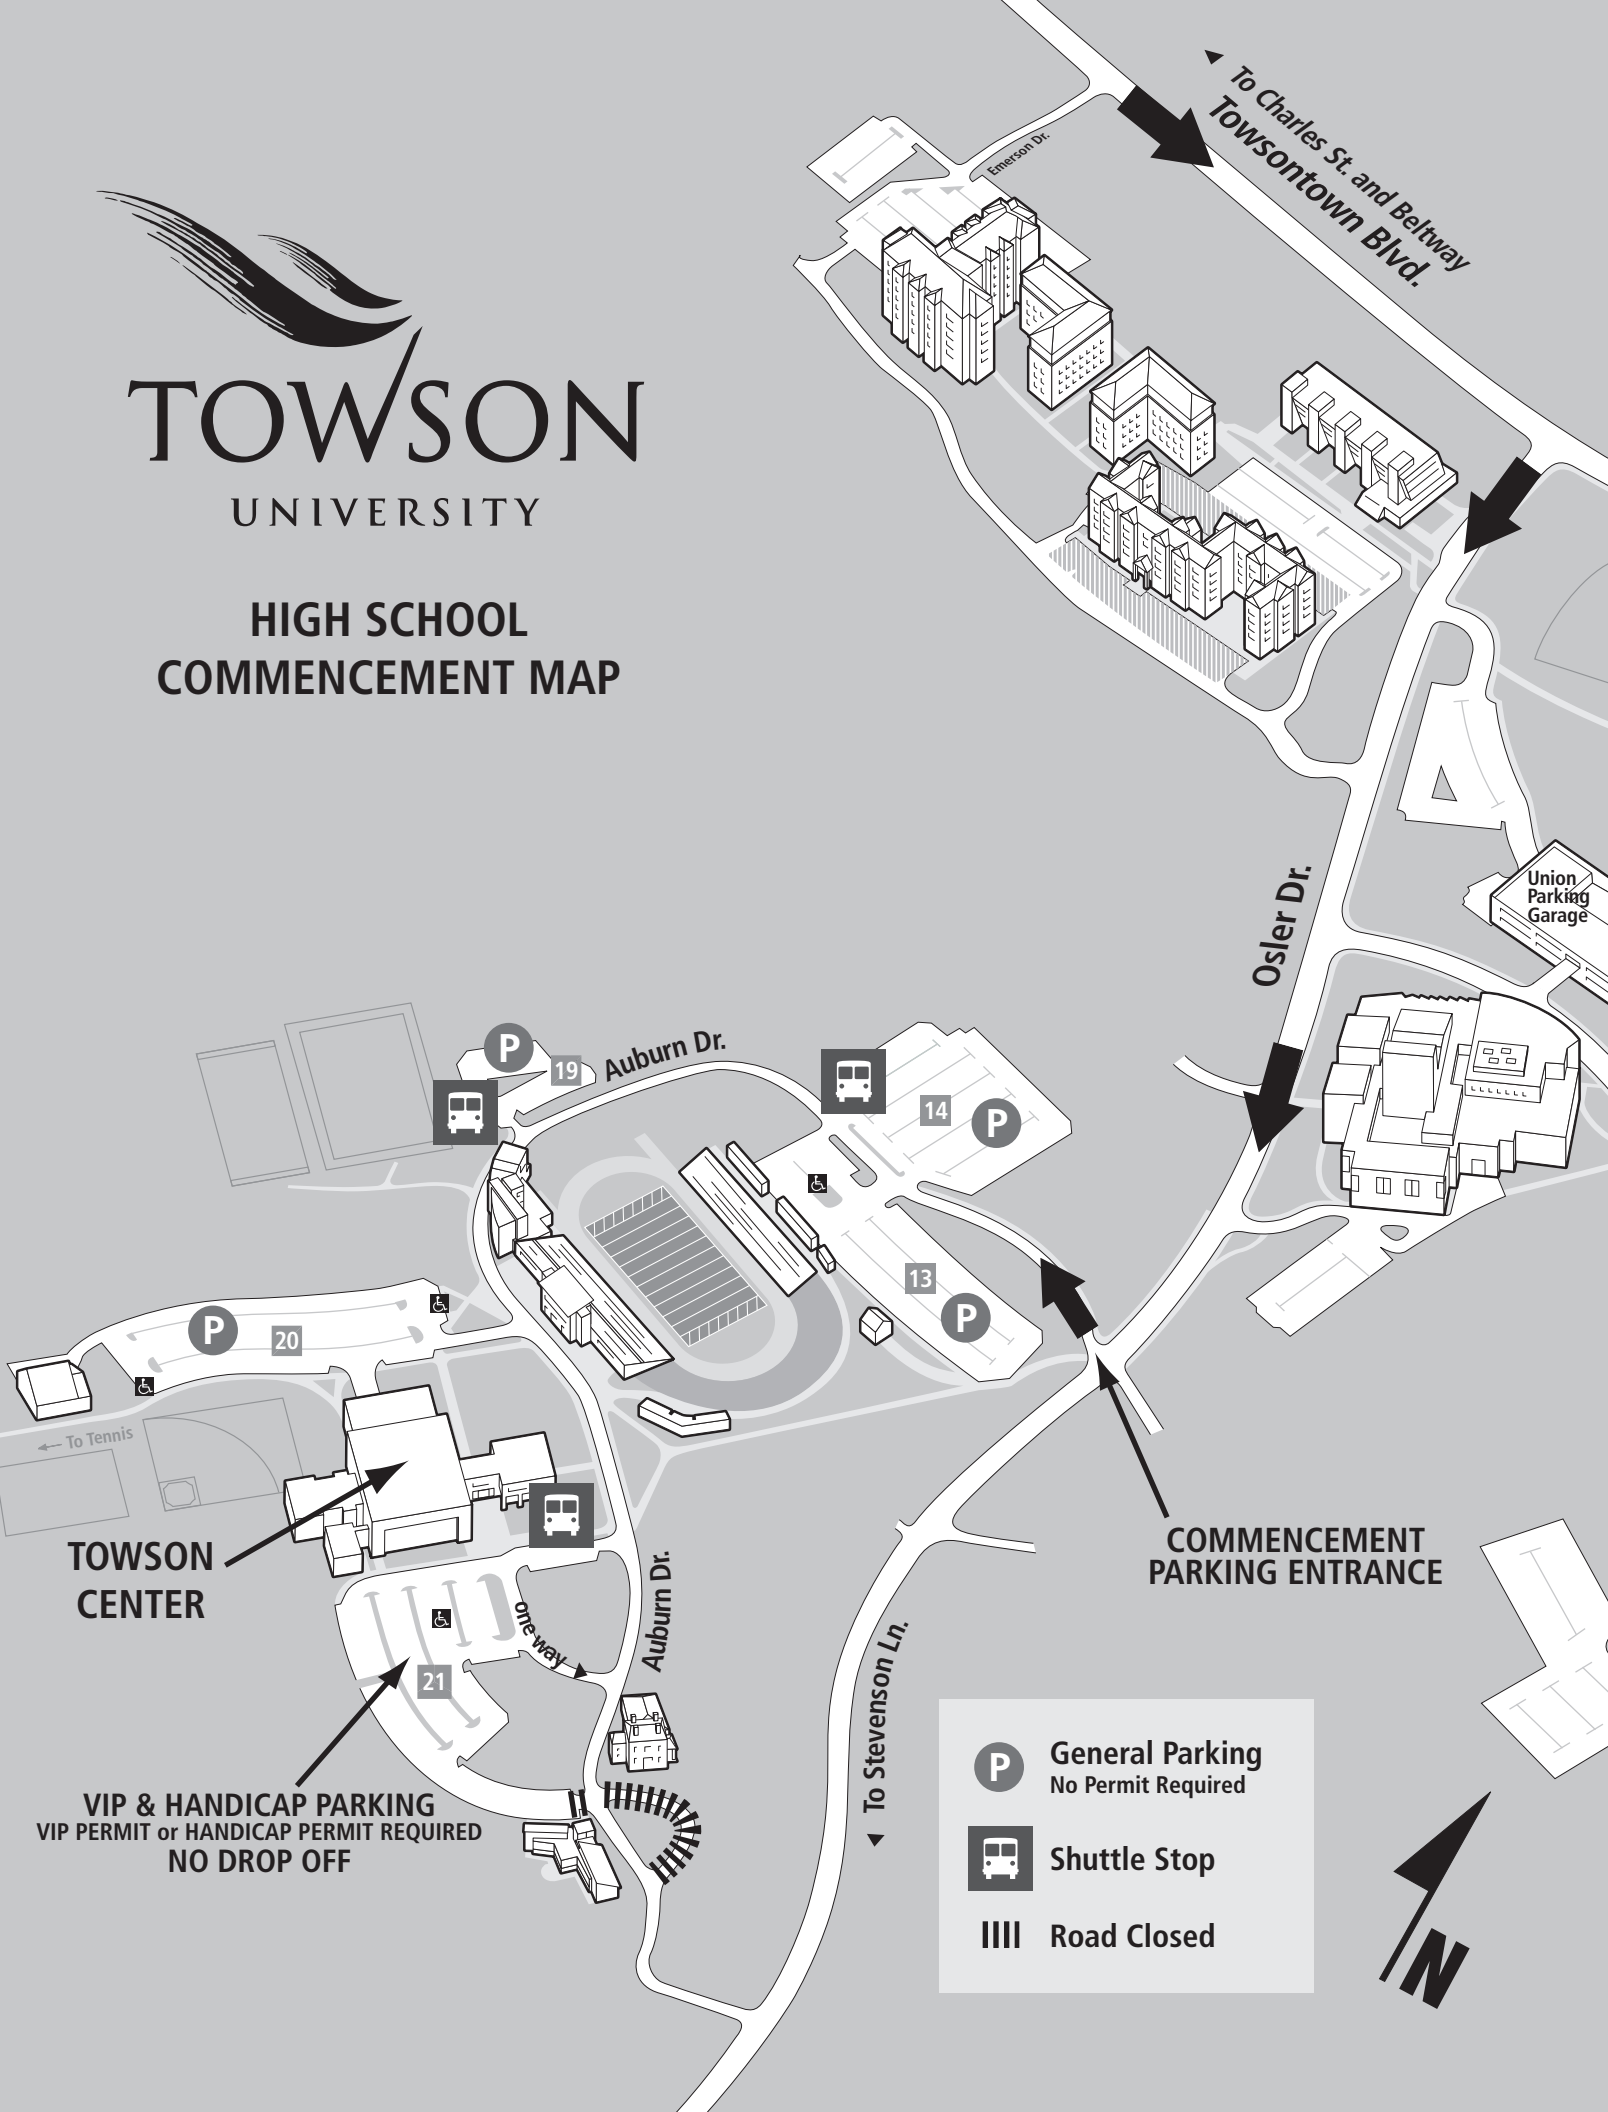 To Charles St. and Beltway
Towsontown Blvd.
Emerson Dr.
TOWSON
UNIVERSITY
HIGH SCHOOL
COMMENCEMENT MAP
Union
Parking
Garage
Osler Dr.
P
19
Auburn Dr.
14
P
13
P
P
20
To Tennis
TOWSON
CENTER
COMMENCEMENT
PARKING ENTRANCE
one way
Auburn Dr.
21
To Stevenson Ln.
VIP & HANDICAP PARKING
VIP PERMIT or HANDICAP PERMIT REQUIRED
NO DROP OFF
P
General Parking
No Permit Required
Shuttle Stop
Road Closed
N